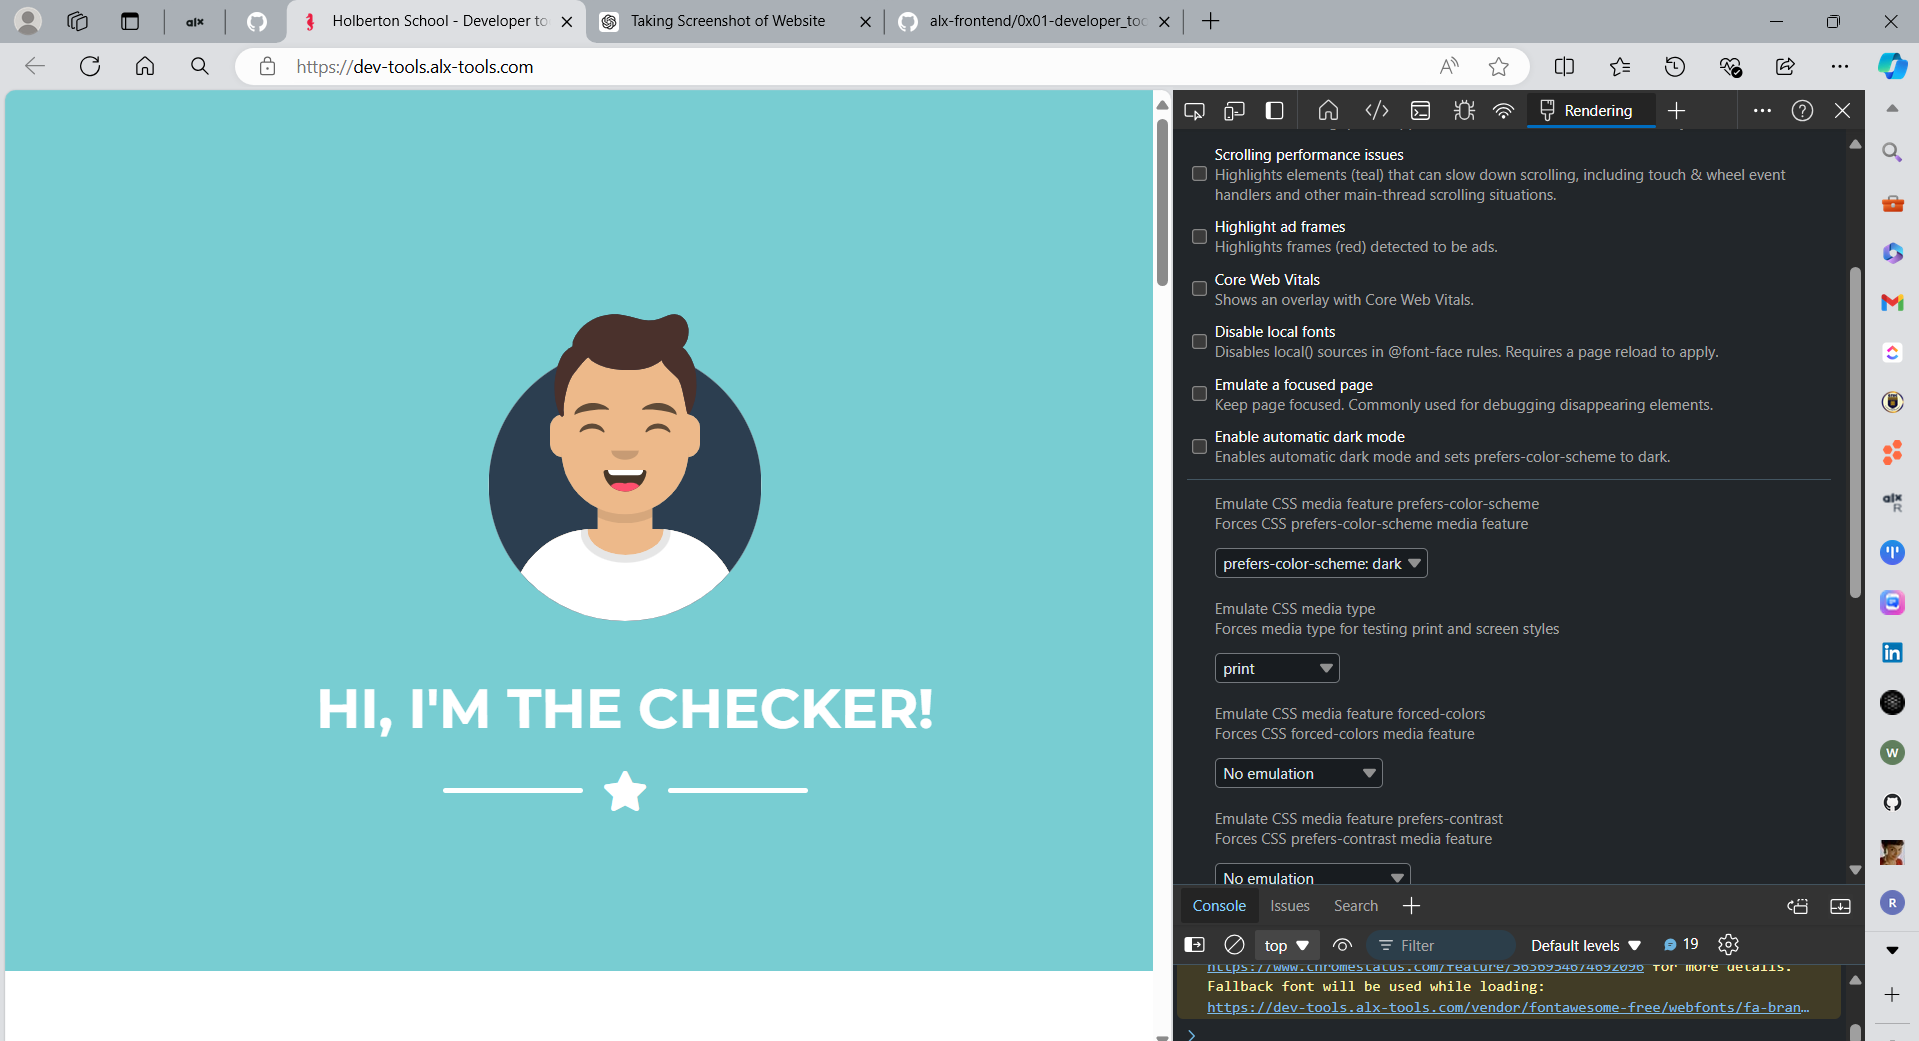 alx
Holberton School - Developer to
Taking Screenshot of Website
alx-frontend/0x01-developer_too
https://dev-tools.alx-tools.com
Rendering
Scrolling performance issues
Highlights elements (teal) that can slow down scrolling, including touch & wheel event
handlers and other main-thread scrolling situations.
Highlight ad frames
Highlights frames (red) detected to be ads.
Core Web Vitals
Shows an overlay with Core Web Vitals.
Disable local fonts
Disables local() sources in @font-face rules. Requires a page reload to apply.
Emulate a focused page
Keep page focused. Commonly used for debugging disappearing elements.
Enable automatic dark mode
Enables automatic dark mode and sets prefers-color-scheme to dark.
Emulate CSS media feature prefers-color-scheme
Forces CSS prefers-color-scheme media feature
prefers-color-scheme: dark
Emulate CSS media type
Forces media type for testing print and screen styles
print
Emulate CSS media feature forced-colors
Forces CSS forced-colors media feature
No emulation
Emulate CSS media feature prefers-contrast
Forces CSS prefers-contrast media feature
No emulation
HI, I'M THE CHECKER!
Console
Issues
Search
top
Filter
Default levels
19
https://www.chromestatus.com/feature/5636954674692096 for more details.
Fallback font will be used while loading:
https://dev-tools.alx-tools.com/vendor/fontawesome-free/webfonts/fa-bran…
alx
R
in
W
R